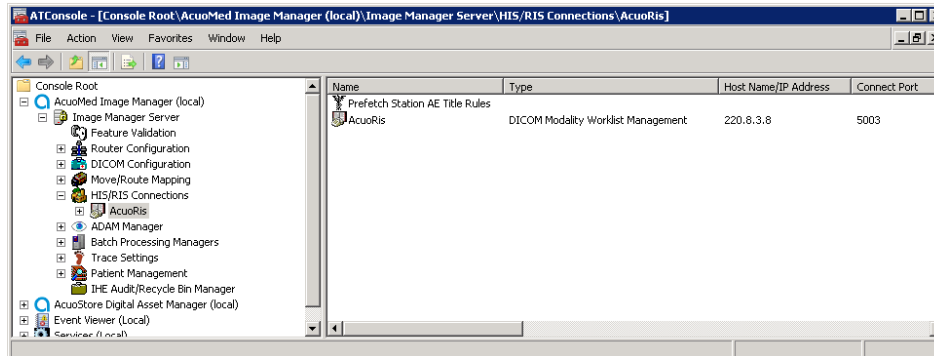 ATConsole - [Console Root\AcuoMed Image Manager (local)\Image Manager Server\HIS/RIS Connections\AcuoRis]
File Action View Favorites Window Help
Console Root
AcuoMed Image Manager (local)
Image Manager Server
Feature Validation
Router Configuration
DICOM Configuration
Move/Route Mapping
HIS/RIS Connections
AcuoRis
ADAM Manager
Batch Processing Managers
Trace Settings
Patient Management
IHE Audit/Recycle Bin Manager
AcuoStore Digital Asset Manager (local)
Event Viewer (Local)
Services (Local)
Name Type Host Name/IP Address Connect Port
Prefetch Station AE Title Rules
AcuoRis DICOM Modality Worklist Management 220.8.3.8 5003